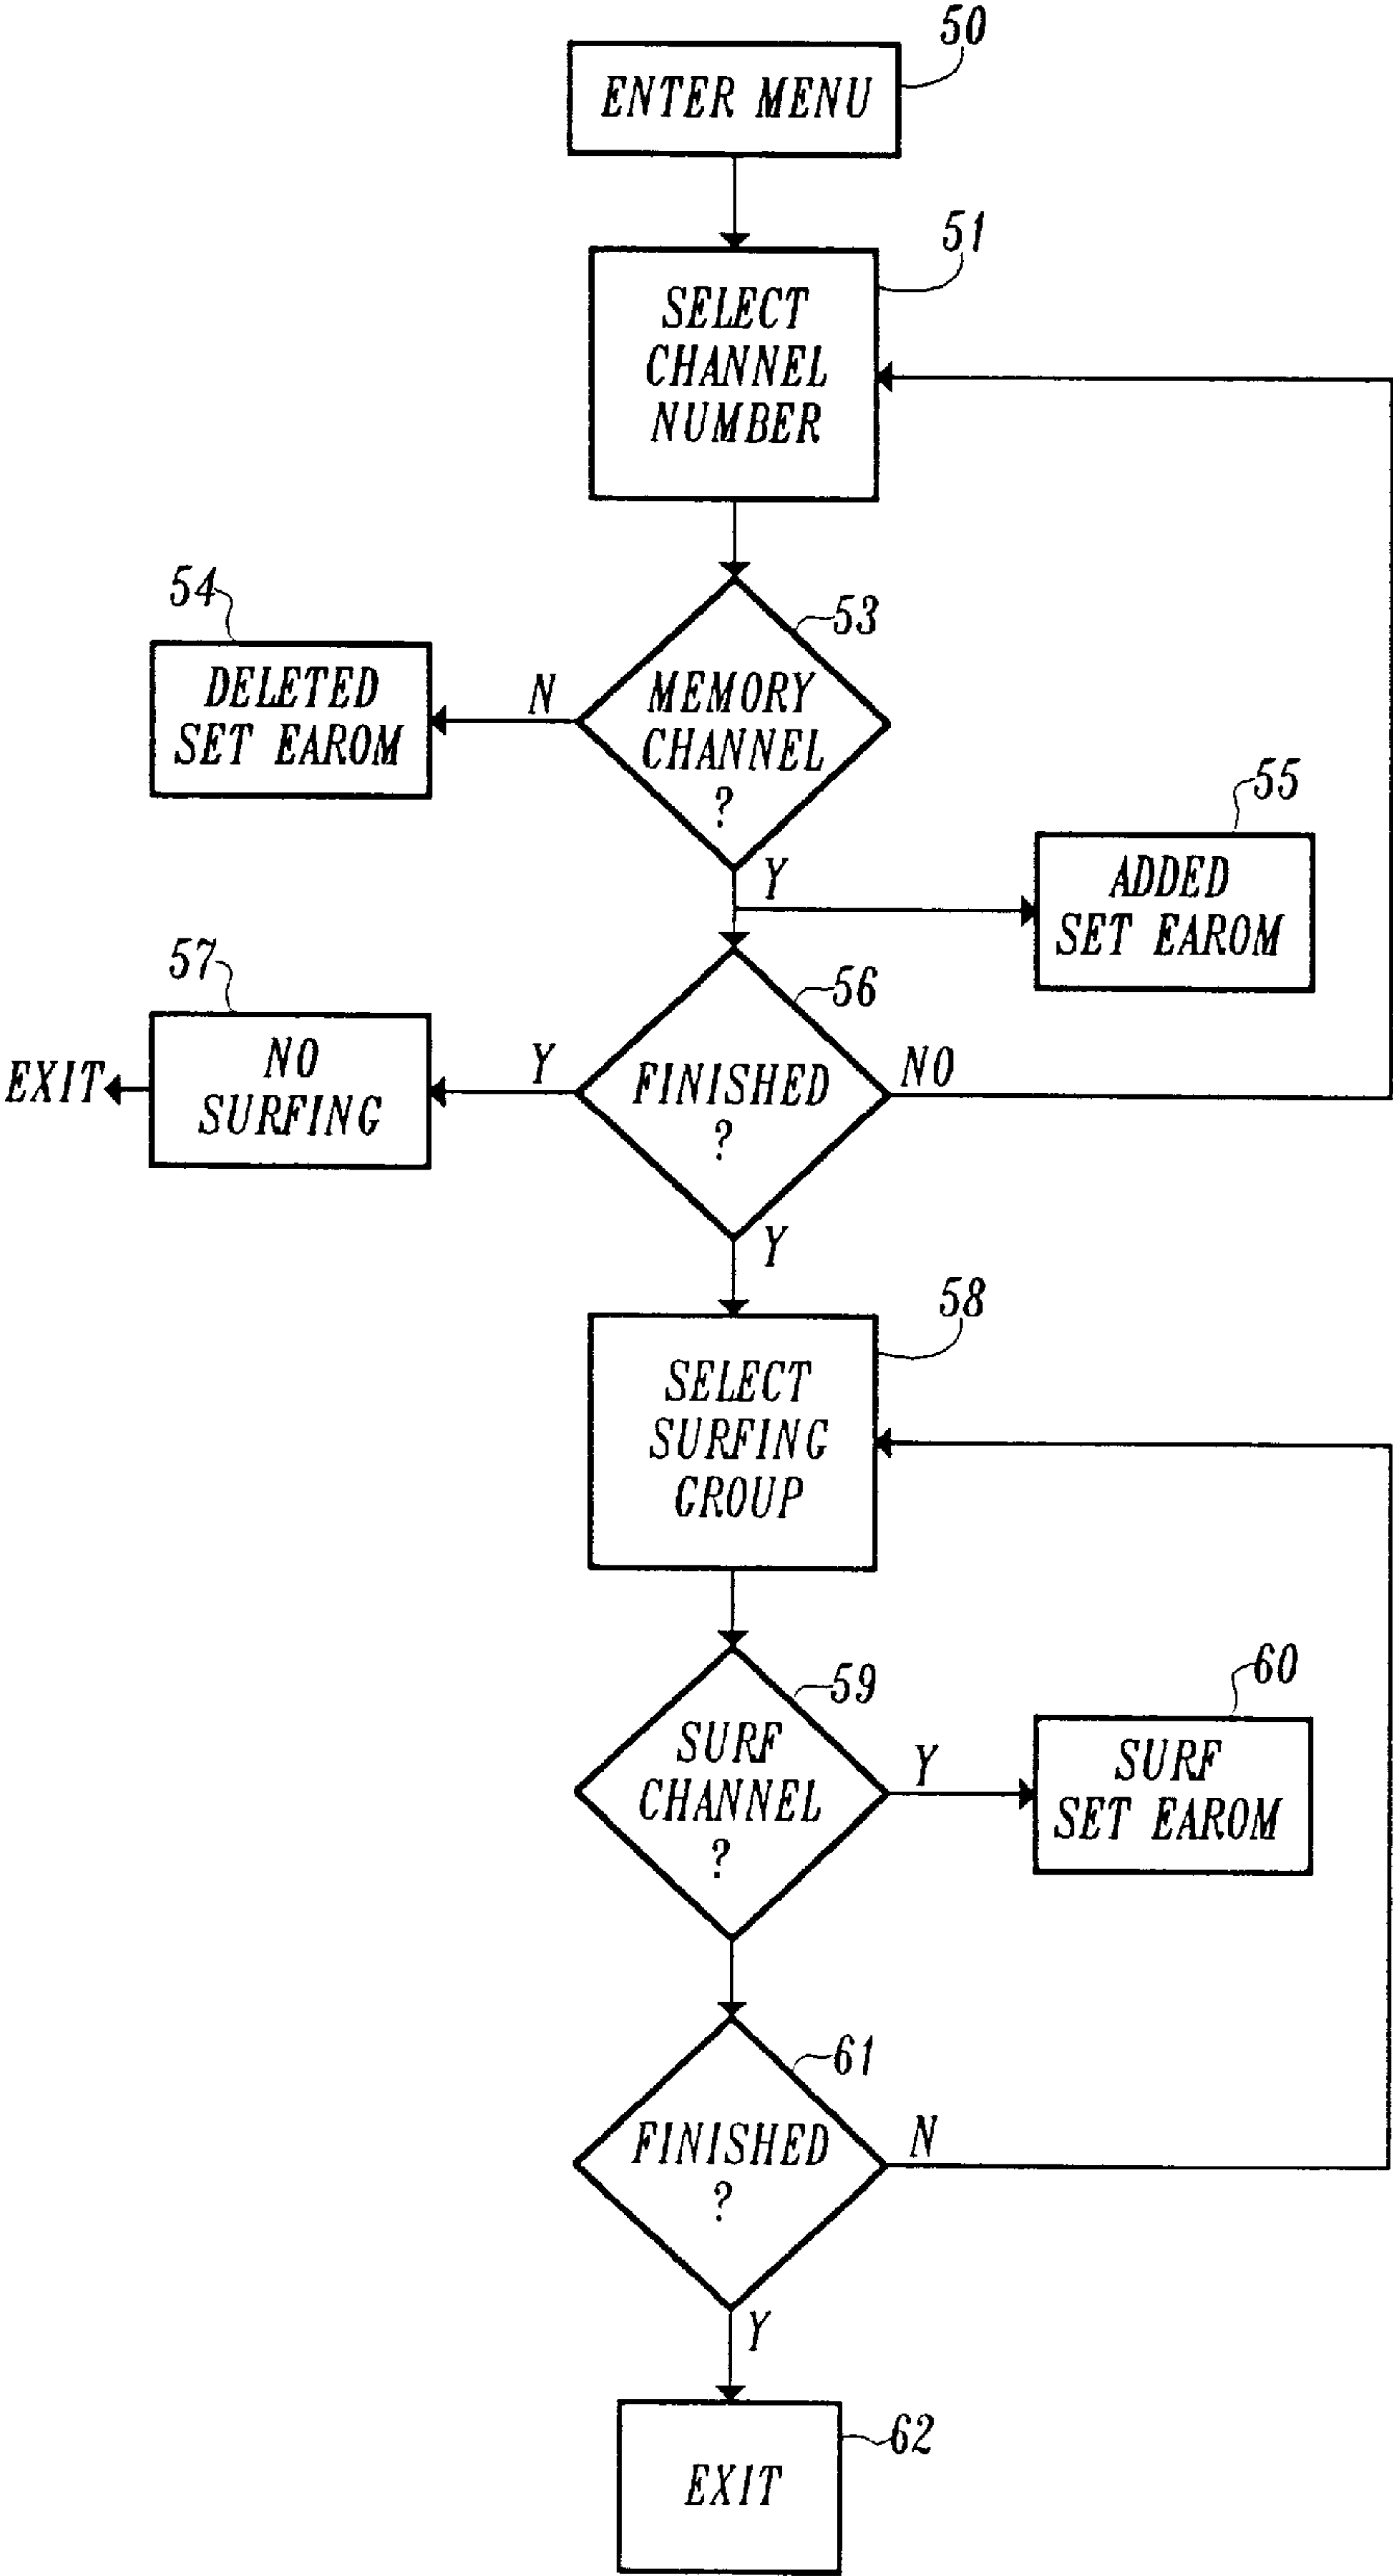 50
ENTER MENU
51
SELECT
CHANNEL
NUMBER
54
53
DELETED
SET EAROM
N
MEMORY
CHANNEL
?
55
Y
ADDED
SET EAROM
57
56
EXIT
NO
SURFING
Y
FINISHED
?
NO
Y
58
SELECT
SURFING
GROUP
59
60
SURF
CHANNEL
?
Y
SURF
SET EAROM
61
FINISHED
?
N
Y
62
EXIT